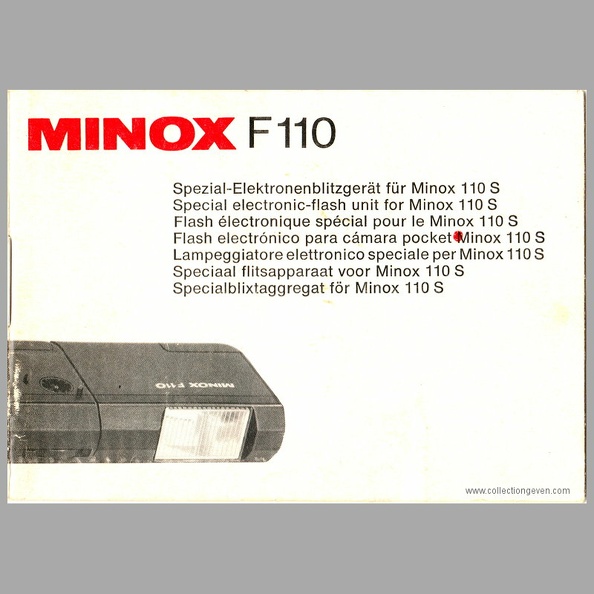 MINOX F110
Spezial-Elektronenblitzgerät für Minox 110 S
Special electronic-flash unit for Minox 110 S
Flash électronique spécial pour le Minox 110 S
Flash electrónico para cámara pocket Minox 110 S
Lampeggiatore elettronico speciale per Minox 110 S
Speciaal flitsapparaat voor Minox 110 S
Specialblixtaggregat för Minox 110 S
MINOX F110
www.collectiongeven.com